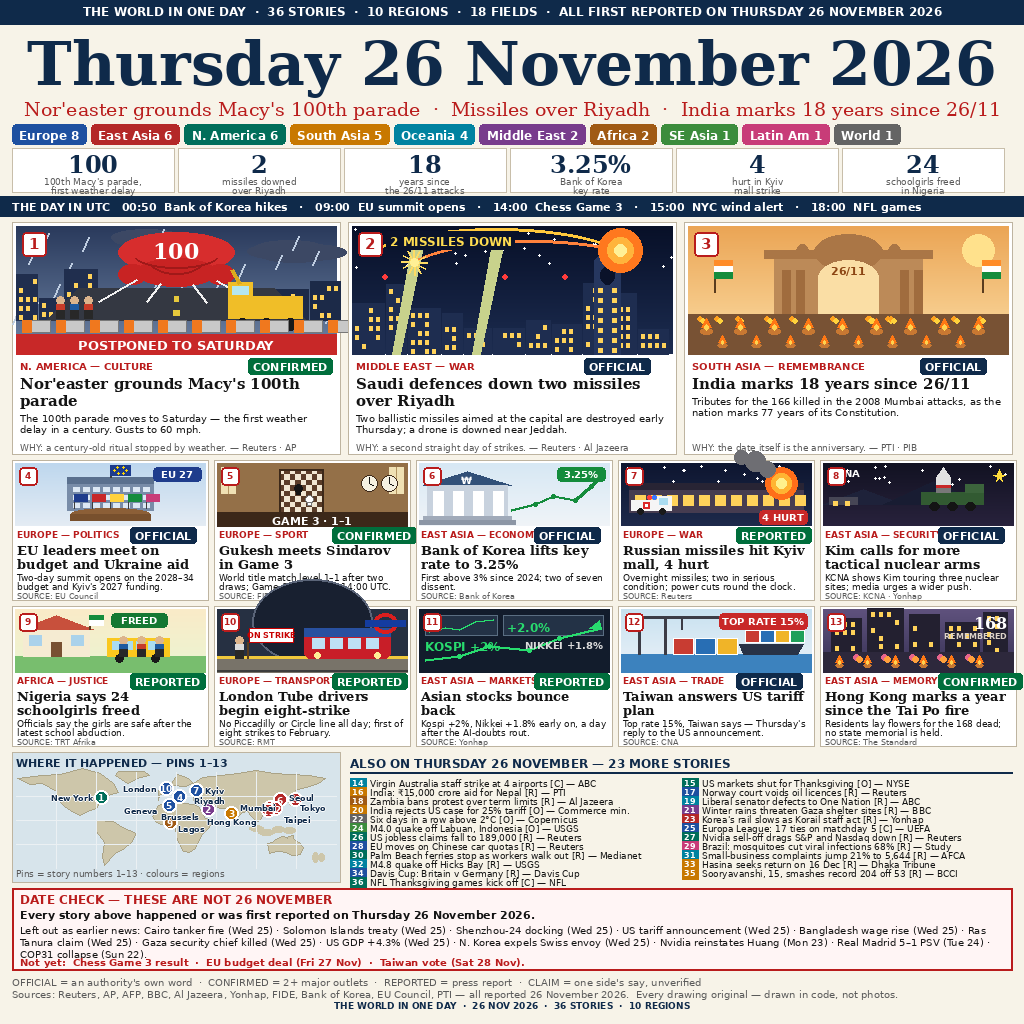 THE WORLD IN ONE DAY · 36 STORIES · 10 REGIONS · 18 FIELDS · ALL FIRST REPORTED ON THURSDAY 26 NOVEMBER 2026
Thursday 26 November 2026
Nor'easter grounds Macy's 100th parade · Missiles over Riyadh · India marks 18 years since 26/11
Europe 8 East Asia 6 N. America 6 South Asia 5 Oceania 4 Middle East 2 Africa 2 SE Asia 1 Latin Am 1 World 1
100
100th Macy's parade,
first weather delay
2
missiles downed
over Riyadh
18
years since
the 26/11 attacks
3.25%
Bank of Korea
key rate
4
hurt in Kyiv
mall strike
24
schoolgirls freed
in Nigeria
THE DAY IN UTC 00:50 Bank of Korea hikes · 09:00 EU summit opens · 14:00 Chess Game 3 · 15:00 NYC wind alert · 18:00 NFL games
1
100
POSTPONED TO SATURDAY
N. AMERICA — CULTURE
CONFIRMED
Nor'easter grounds Macy's 100th
parade
The 100th parade moves to Saturday — the first weather
delay in a century. Gusts to 60 mph.
WHY: a century-old ritual stopped by weather. — Reuters · AP
2
2 MISSILES DOWN
MIDDLE EAST — WAR
OFFICIAL
Saudi defences down two missiles
over Riyadh
Two ballistic missiles aimed at the capital are destroyed early
Thursday; a drone is downed near Jeddah.
WHY: a second straight day of strikes. — Reuters · Al Jazeera
3
26/11
SOUTH ASIA — REMEMBRANCE
OFFICIAL
India marks 18 years since 26/11
Tributes for the 166 killed in the 2008 Mumbai attacks, as the
nation marks 77 years of its Constitution.
WHY: the date itself is the anniversary. — PTI · PIB
4
EU 27
EUROPE — POLITICS
OFFICIAL
EU leaders meet on
budget and Ukraine aid
Two-day summit opens on the 2028–34
budget and Kyiv's 2027 funding.
SOURCE: EU Council
5
GAME 3 · 1–1
EUROPE — SPORT
CONFIRMED
Gukesh meets Sindarov
in Game 3
World title match level 1–1 after two
draws; Game 14:00 UTC.
6
₩
3.25%
EAST ASIA — ECONOM
OFFICIAL
Bank of Korea lifts key
rate to 3.25%
First above 3% since 2024; two of seven
dissent.
SOURCE: Bank of Korea
7
4 HURT
EUROPE — WAR
REPORTED
Russian missiles hit Kyiv
mall, 4 hurt
Overnight missiles; two in serious
condition; power cuts round the clock.
SOURCE: Reuters
8
NA
EAST ASIA — SECURIT
OFFICIAL
Kim calls for more
tactical nuclear arms
KCNA shows Kim touring three nuclear
sites; media urges a wider push.
SOURCE: KCNA · Yonhap
9
FREED
AFRICA — JUSTICE
REPORTED
Nigeria says 24
schoolgirls freed
Officials say the girls are safe after the
latest school abduction.
SOURCE: TRT Afrika
10
ON STRIKE
EUROPE — TRANSPOR
REPORTED
London Tube drivers
begin eight-strike
No Piccadilly or Circle line all day; first of
eight strikes to February.
SOURCE: RMT
11
+2.0%
KOSPI +2%
NIKKEI +1.8%
EAST ASIA — MARKETS
REPORTED
Asian stocks bounce
back
Kospi +2%, Nikkei +1.8% early on, a day
after the AI-doubts rout.
SOURCE: Yonhap
12
TOP RATE 15%
EAST ASIA — TRADE
OFFICIAL
Taiwan answers US tariff
plan
Top rate 15%, Taiwan says — Thursday's
reply to the US announcement.
SOURCE: CNA
13
168
REMEMBERED
EAST ASIA — MEMORY
CONFIRMED
Hong Kong marks a year
since the Tai Po fire
Residents lay flowers for the 168 dead;
no state memorial is held.
SOURCE: The Standard
WHERE IT HAPPENED — PINS 1–13
New York 1
London 10
4
7 Kyiv
Geneva 5
Brussels
Riyadh
2
9
Lagos
3
Mumbai
Hong Kong
6
Seoul
Tokyo
Taipei
Pins = story numbers 1–13 · colours = regions
ALSO ON THURSDAY 26 NOVEMBER — 23 MORE STORIES
14 Virgin Australia staff strike at 4 airports [C] — ABC
15 US markets shut for Thanksgiving [O] — NYSE
16 India: ₹15,000 crore aid for Nepal [R] — PTI
17 Norway court voids oil licences [R] — Reuters
18 Zambia bans protest over term limits [R] — Al Jazeera
19 Liberal senator defects to One Nation [R] — ABC
20 India rejects US case for 25% tariff [O] — Commerce min.
21 Winter rains threaten Gaza shelter sites [R] — BBC
22 Six days in a row above 2°C [O] — Copernicus
23 Korea's rail slows as Korail staff act [R] — Yonhap
24 M4.0 quake off Labuan, Indonesia [O] — USGS
25 Europa League: 17 ties on matchday 5 [C] — UEFA
26 US jobless claims fall to 189,000 [R] — Reuters
27 Nvidia sell-off drags S&P and Nasdaq down [R] — Reuters
28 EU moves on Chinese car quotas [R] — Reuters
29 Brazil: mosquitoes cut viral infections 68% [R] — Study
30 Palm Beach ferries stop as workers walk out [R] — Medianet
31 Small-business complaints jump 21% to 5,644 [R] — AFCA
32 M4.8 quake off Kirakira [R] — USGS
33 Hasina seeks return on 16 Dec [R] — Dhaka Tribune
34 Davis Cup: Britain v Germany [R] — Davis Cup
35 Sooryavanshi, 15, smashes record 204 off 53 [R] — BCCI
36 NFL Thanksgiving games kick off [C] — NFL
DATE CHECK — THESE ARE NOT 26 NOVEMBER
Every story above happened or was first reported on Thursday 26 November 2026.
Left out as earlier news: Cairo tanker fire (Wed 25) · Solomon Islands treaty (Wed 25) · Shenzhou-24 docking (Wed 25) · US tariff announcement (Wed 25) · Bangladesh wage rise (Wed 25) · Ras
Tanura claim (Wed 25) · Gaza security chief killed (Wed 25) · US GDP +4.3% (Wed 25) · N. Korea expels Swiss envoy (Wed 25) · Nvidia reinstates Huang (Mon 23) · Real Madrid 5–1 PSV (Tue 24) ·
COP31 collapse (Sun 22).
Not yet: Chess Game 3 result · EU budget deal (Fri 27 Nov) · Taiwan vote (Sat 28 Nov).
OFFICIAL = an authority's own word · CONFIRMED = 2+ major outlets · REPORTED = press report · CLAIM = one side's say, unverified
Sources: Reuters, AP, AFP, BBC, Al Jazeera, Yonhap, FIDE, Bank of Korea, EU Council, PTI — all reported 26 November 2026. Every drawing original — drawn in code, not photos.
THE WORLD IN ONE DAY · 26 NOV 2026 · 36 STORIES · 10 REGIONS